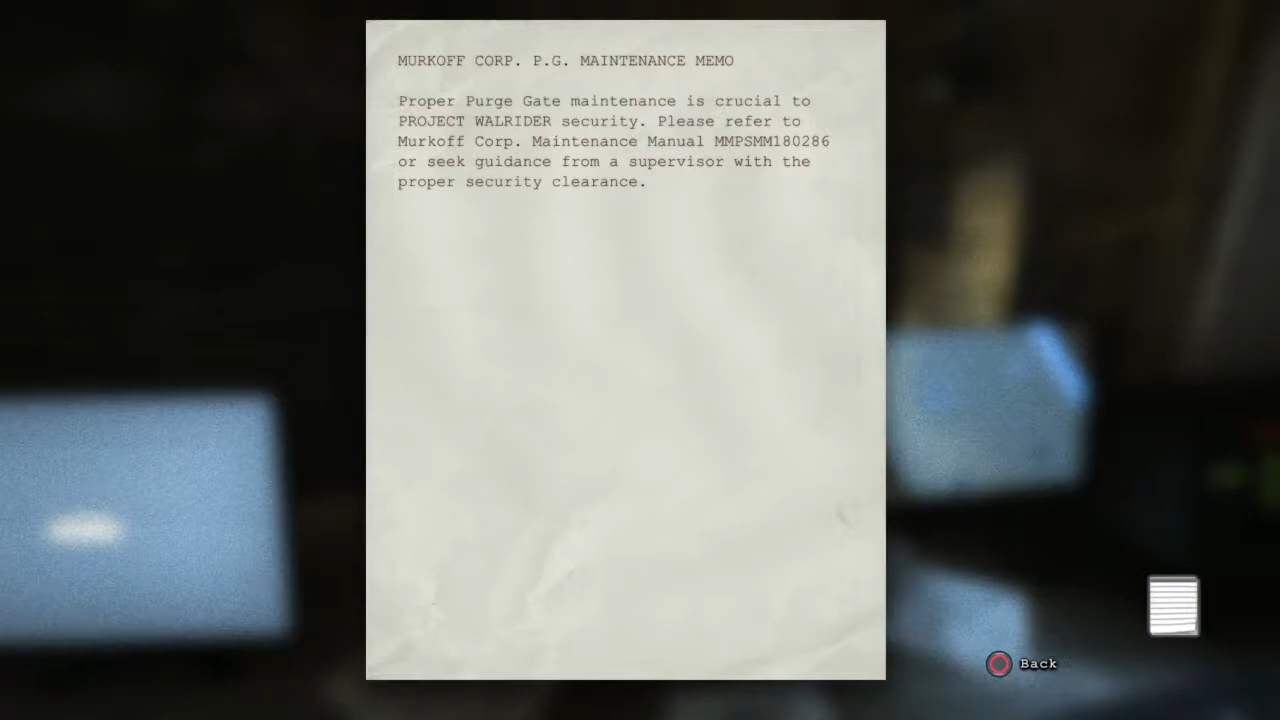 MURKOFF CORP. P.G. MAINTENANCE MEMO
Proper Purge Gate maintenance is crucial to
PROJECT WALRIDER security. Please refer to
Murkoff Corp. Maintenance Manual MMPSMM180286
or seek guidance from a supervisor with the
proper security clearance.
Back